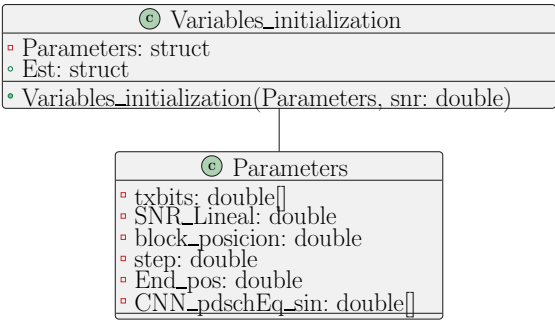 C Variables_initialization
Parameters: struct
Est: struct
Variables_initialization(Parameters, snr: double)
C Parameters
txbits: double[]
SNR_Lineal: double
block_posicion: double
step: double
End_pos: double
CNN_pdschEq_sin: double[]